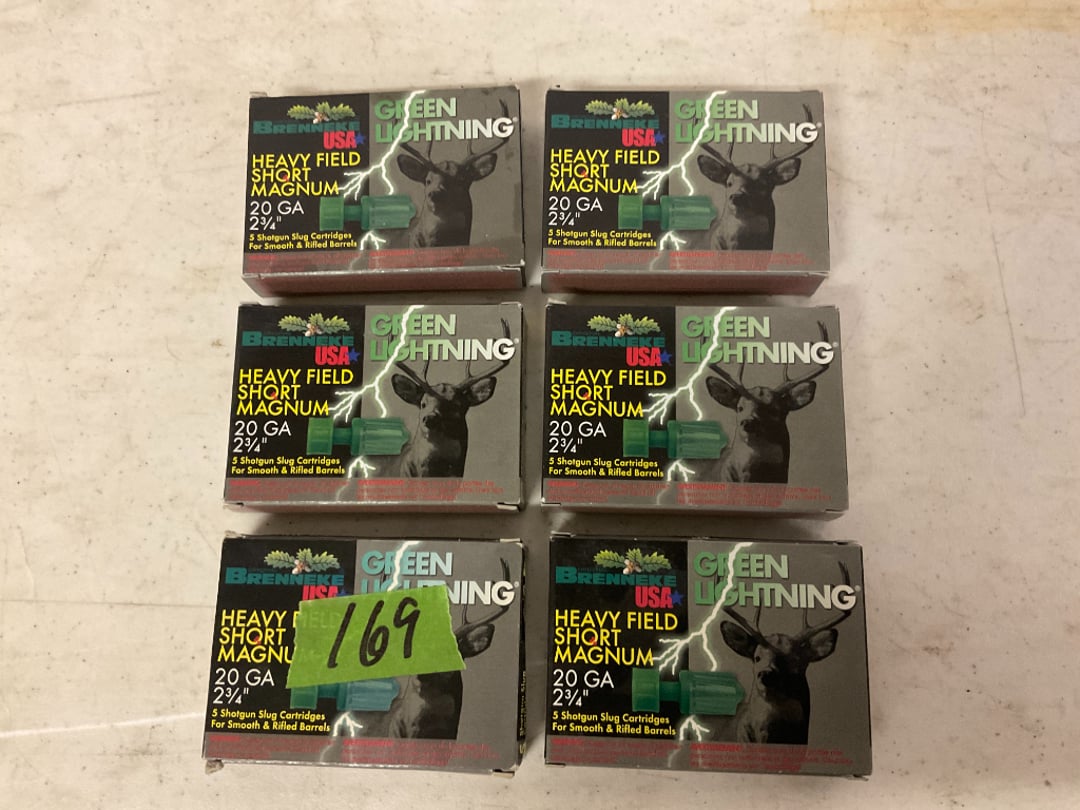 BRENNEKE
USA
GREEN
LIGHTNING®
HEAVY FIELD
SHORT
MAGNUM
20 GA
2¾"
5 Shotgun Slug Cartridges
For Smooth & Rifled Barrels
BRENNEKE
USA
GREEN
LIGHTNING®
HEAVY FIELD
SHORT
MAGNUM
20 GA
2¾"
5 Shotgun Slug Cartridges
For Smooth & Rifled Barrels
BRENNEKE
USA
GREEN
LIGHTNING®
HEAVY FIELD
SHORT
MAGNUM
20 GA
2¾"
5 Shotgun Slug Cartridges
For Smooth & Rifled Barrels
BRENNEKE
USA
GREEN
LIGHTNING®
HEAVY FIELD
SHORT
MAGNUM
20 GA
2¾"
5 Shotgun Slug Cartridges
For Smooth & Rifled Barrels
BRENNEKE
USA
GREEN
LIGHTNING®
HEAVY FIELD
SHORT
MAGNUM
169
20 GA
2¾"
5 Shotgun Slug Cartridges
For Smooth & Rifled Barrels
BRENNEKE
USA
GREEN
LIGHTNING®
HEAVY FIELD
SHORT
MAGNUM
20 GA
2¾"
5 Shotgun Slug Cartridges
For Smooth & Rifled Barrels